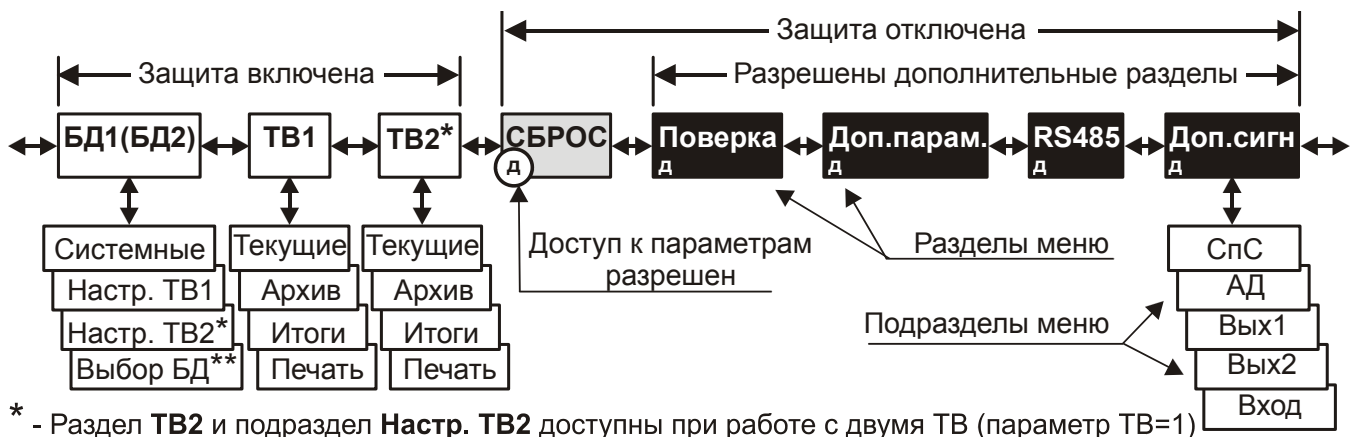 Защита отключена
Защита включена
Разрешены дополнительные разделы
БД1(БД2) ТВ1 ТВ2* СБРОС Поверка Доп.парам. RS485 Доп.сигн
д д д д д
Системные Текущие Текущие Доступ к параметрам Разделы меню СпС
Настр. ТВ1 Архив Архив разрешен АД
Настр. ТВ2* Итоги Итоги Подразделы меню Вых1
Выбор БД** Печать Печать Вых2
Вход
* - Раздел ТВ2 и подраздел Настр. ТВ2 доступны при работе с двумя ТВ (параметр ТВ=1)